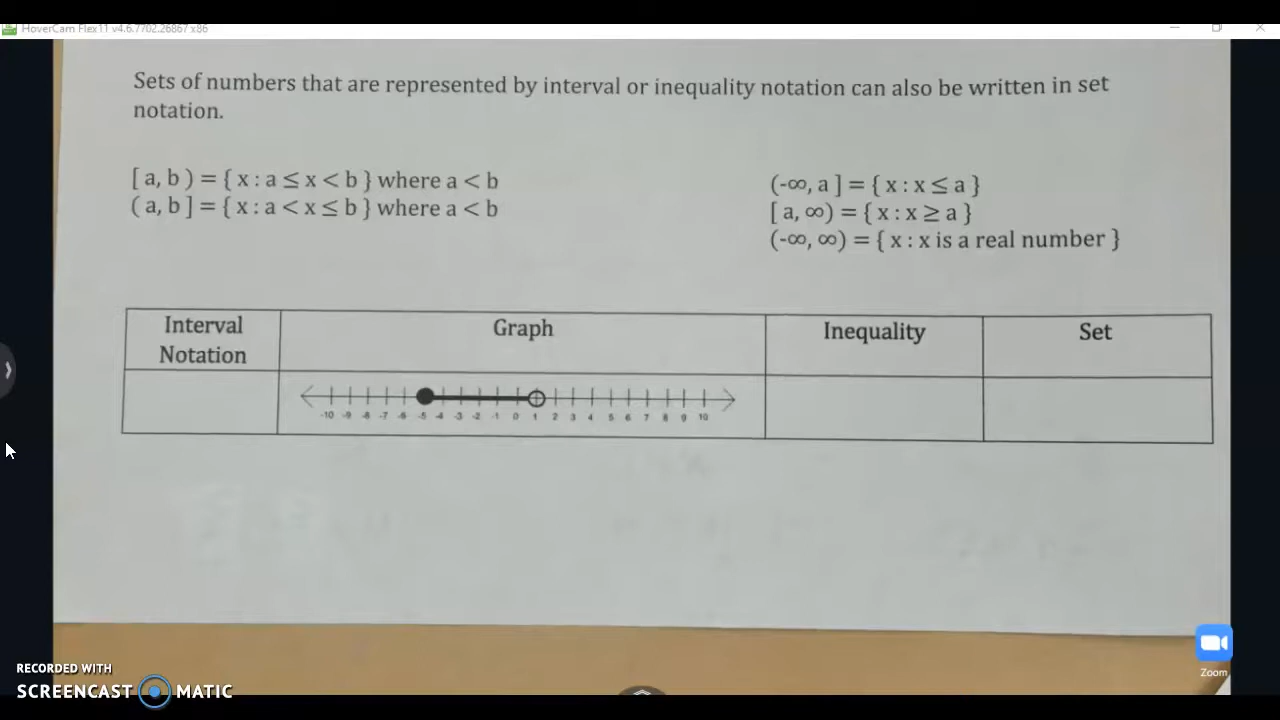 HoverCam Flex11 v4.6.7702.26867 x86
Sets of numbers that are represented by interval or inequality notation can also be written in set
notation.
[ a, b ) = { x : a ≤ x < b } where a < b
( a, b ] = { x : a < x ≤ b } where a < b
(-∞, a ] = { x : x ≤ a }
[ a, ∞) = { x : x ≥ a }
(-∞, ∞) = { x : x is a real number }
Interval
Notation
Graph
Inequality
Set
-10 -9 -8 -7 -6 -5 -4 -3 -2 -1 0 1 2 3 4 5 6 7 8 9 10
Zoom
RECORDED WITH
SCREENCAST MATIC